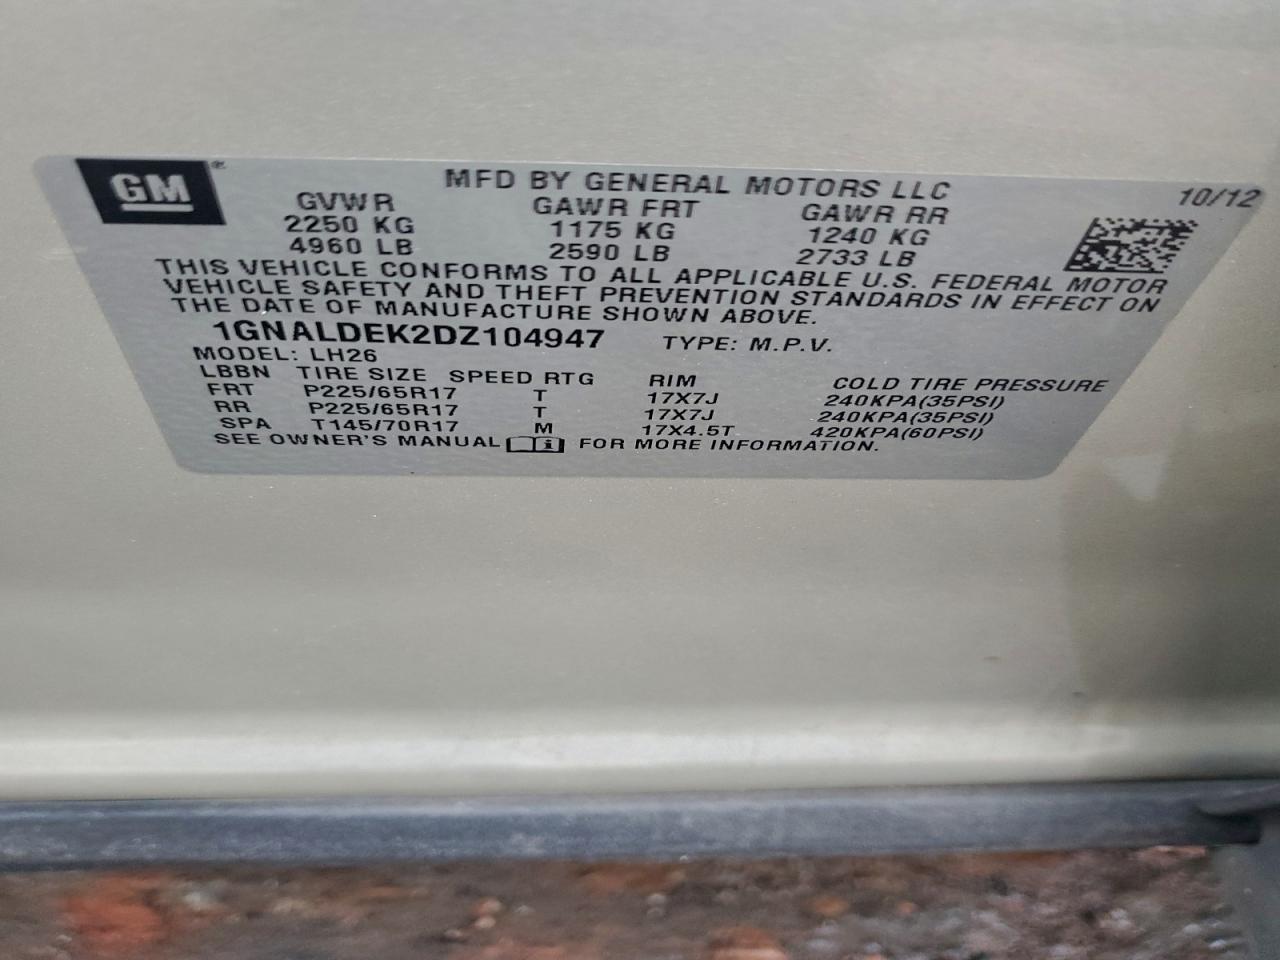 GM
MFD BY GENERAL MOTORS LLC 10/12
GVWR GAWR FRT GAWR RR
2250 KG 1175 KG 1240 KG
4960 LB 2590 LB 2733 LB
THIS VEHICLE CONFORMS TO ALL APPLICABLE U.S. FEDERAL MOTOR
VEHICLE SAFETY AND THEFT PREVENTION STANDARDS IN EFFECT ON
THE DATE OF MANUFACTURE SHOWN ABOVE.
1GNALDEK2DZ104947 TYPE: M.P.V.
MODEL: LH26
LBBN TIRE SIZE SPEED RTG RIM COLD TIRE PRESSURE
FRT P225/65R17 T 17X7J 240KPA(35PSI)
RR P225/65R17 T 17X7J 240KPA(35PSI)
SPA T145/70R17 M 17X4.5T 420KPA(60PSI)
SEE OWNER'S MANUAL i FOR MORE INFORMATION.